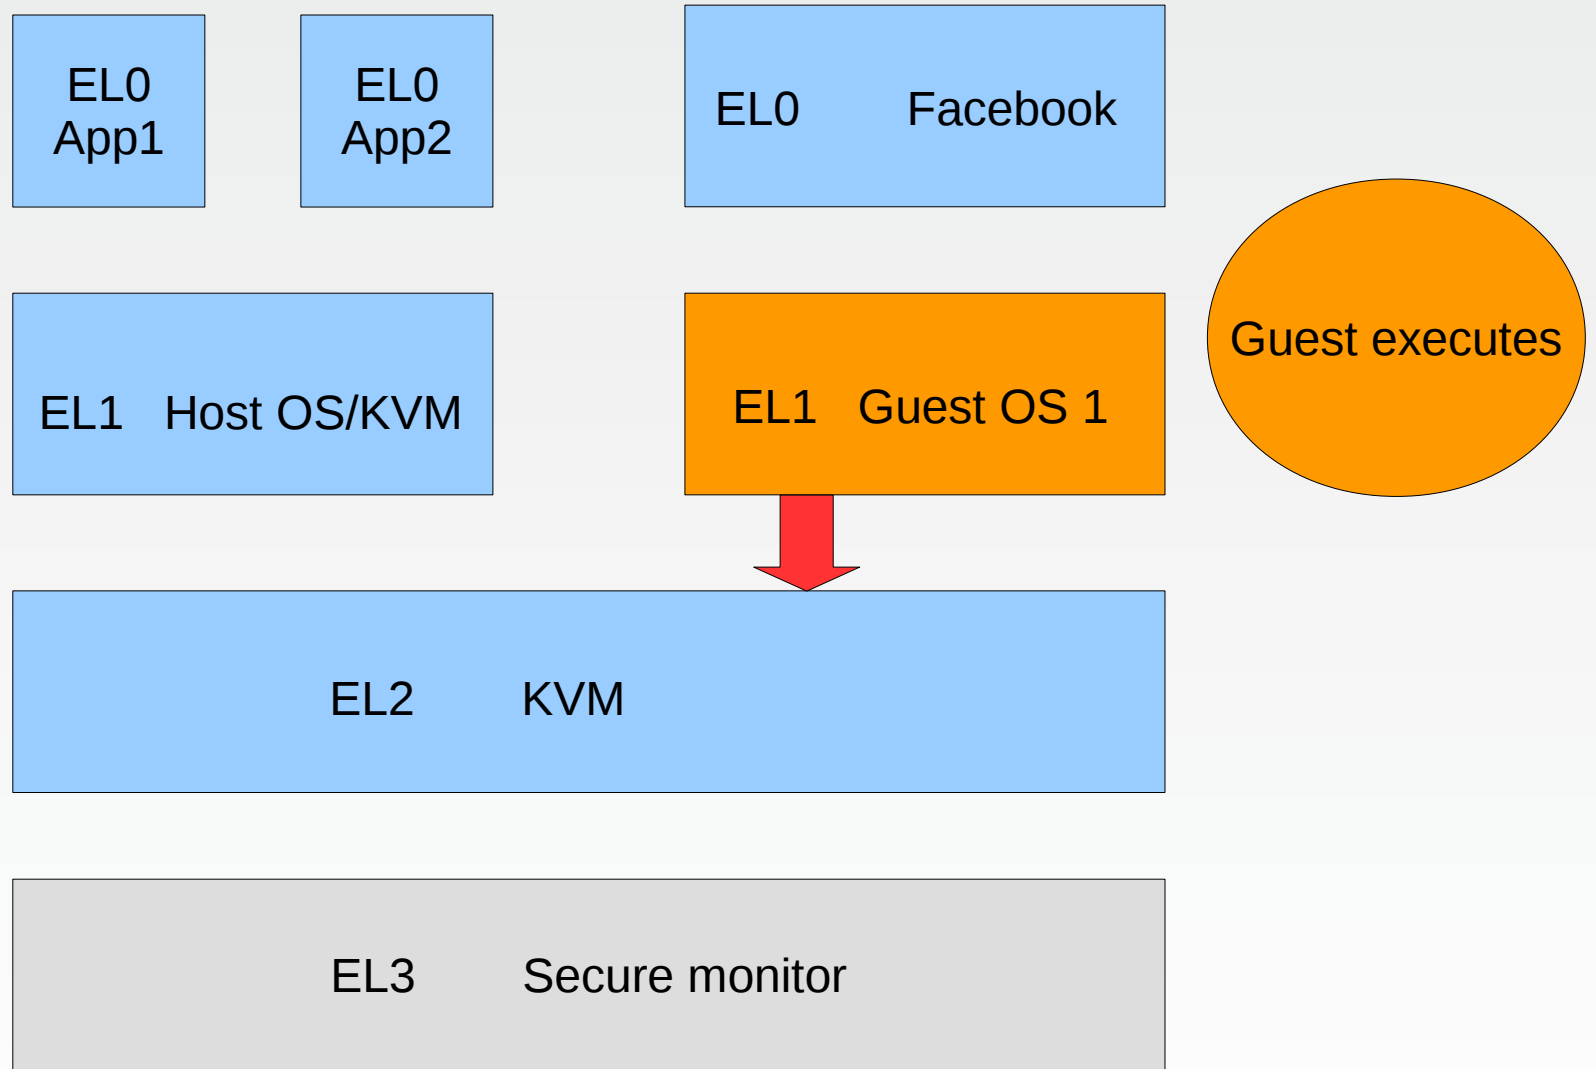 EL0
App1
EL0
App2
EL0 Facebook
Guest executes
EL1 Host OS/KVM
EL1 Guest OS 1
EL2 KVM
EL3 Secure monitor